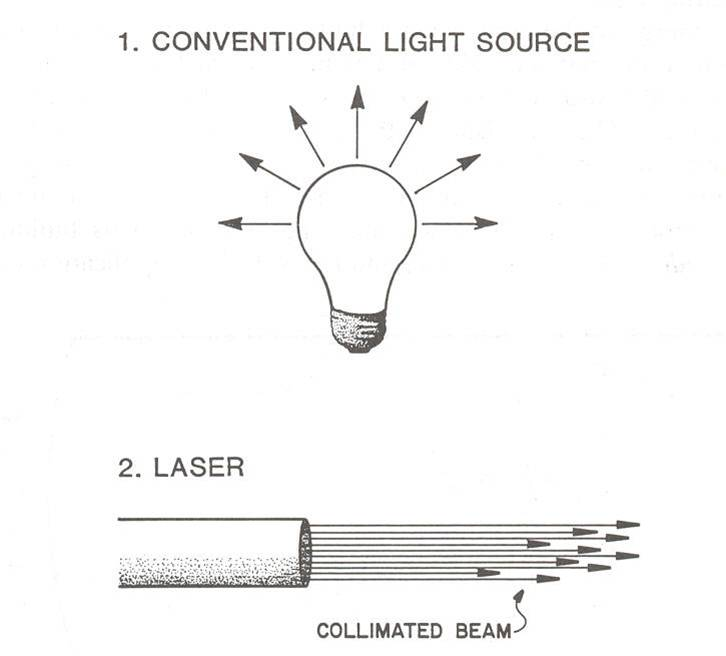 1. CONVENTIONAL LIGHT SOURCE
2. LASER
COLLIMATED BEAM